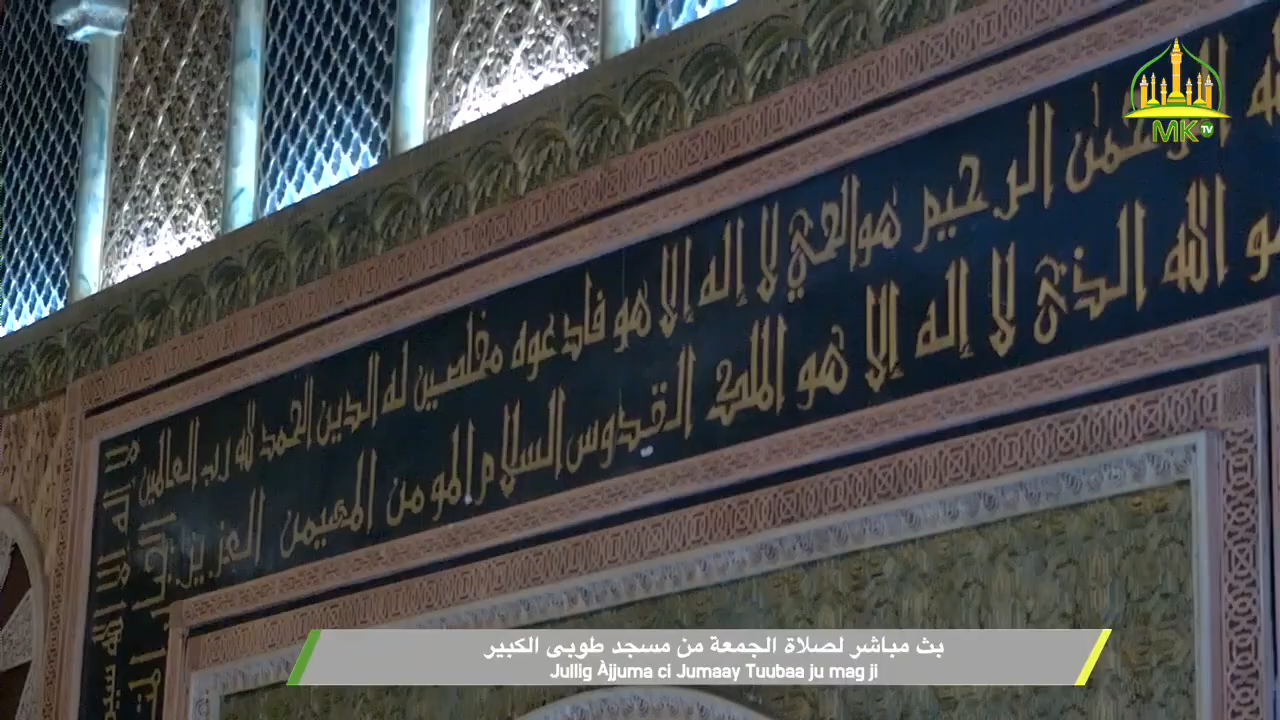 MK TV
الرحمن الرحيم هو الحي لا إله إلا هو فادعوه مخلصين له الدين الحمد لله رب العالمين
الله الذي لا إله إلا هو الملك القدوس السلام المومن المهيمن العزيز
بث مباشر لصلاة الجمعة من مسجد طوبى الكبير
Jullig Àjjuma ci Jumaay Tuubaa ju mag ji